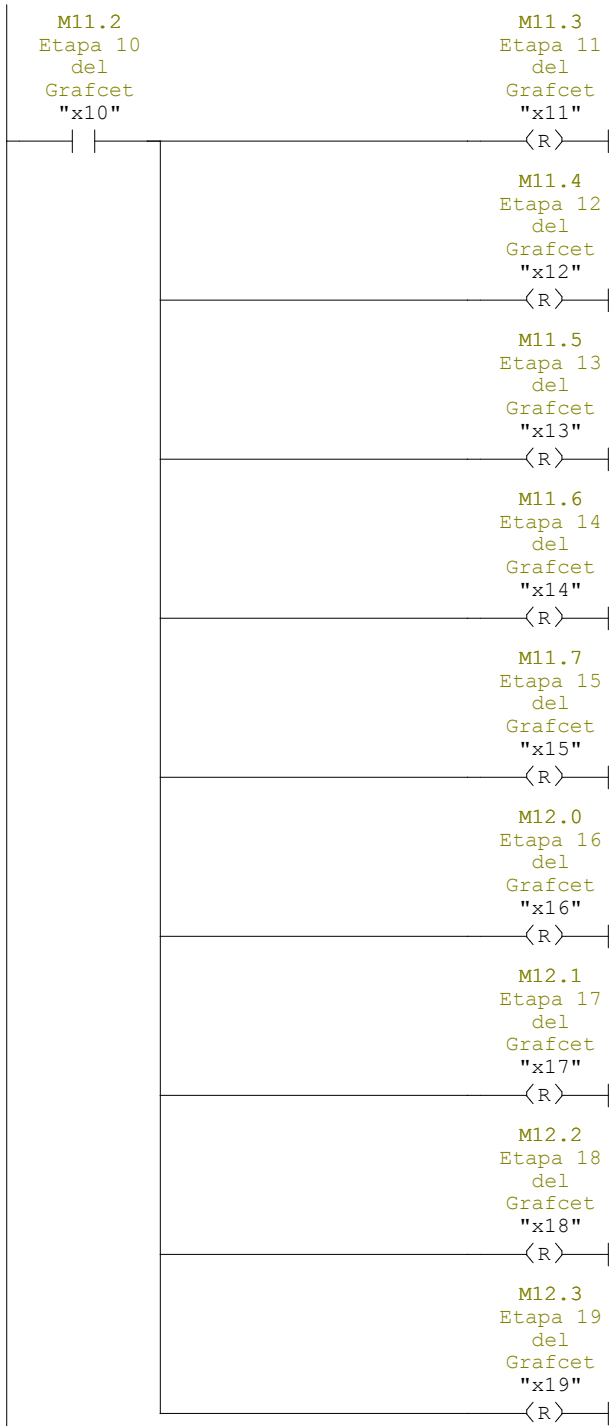 M11.2
Etapa 10
del
Grafcet
"x10"
M11.3
Etapa 11
del
Grafcet
"x11"
R
M11.4
Etapa 12
del
Grafcet
"x12"
R
M11.5
Etapa 13
del
Grafcet
"x13"
R
M11.6
Etapa 14
del
Grafcet
"x14"
R
M11.7
Etapa 15
del
Grafcet
"x15"
R
M12.0
Etapa 16
del
Grafcet
"x16"
R
M12.1
Etapa 17
del
Grafcet
"x17"
R
M12.2
Etapa 18
del
Grafcet
"x18"
R
M12.3
Etapa 19
del
Grafcet
"x19"
R